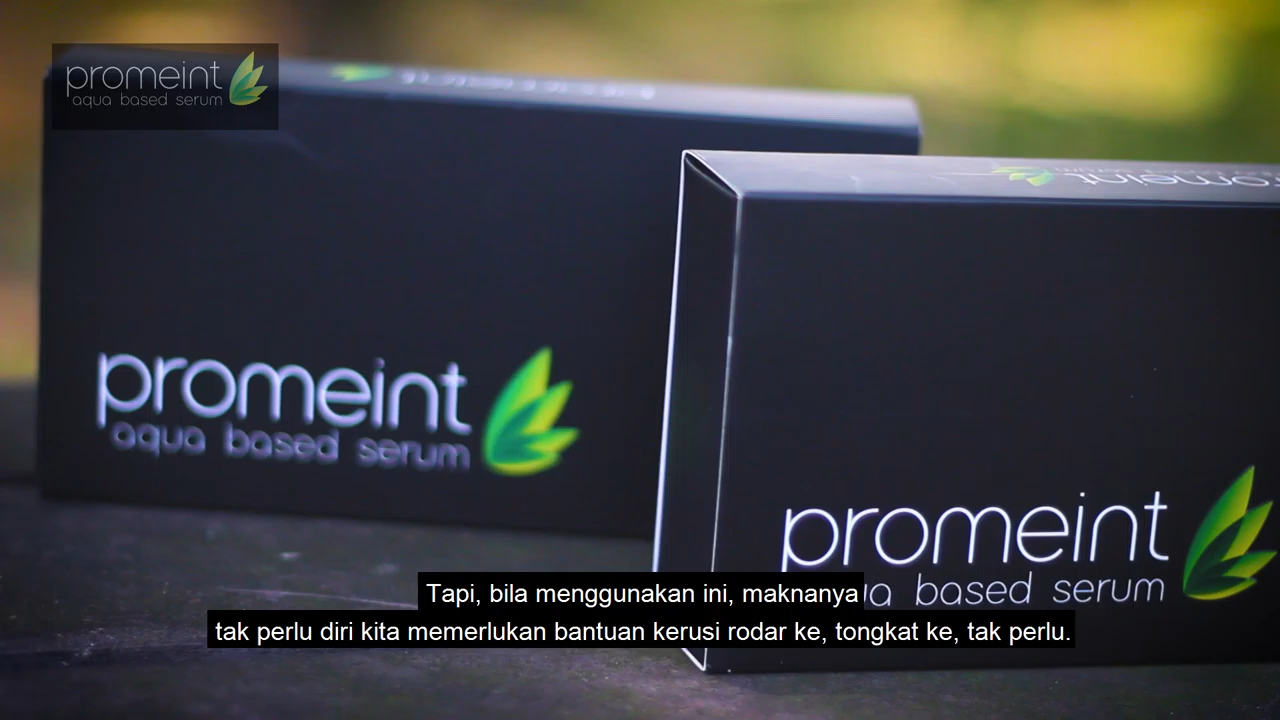 promeint
aqua based serum
promeint
promeint
aqua based serum
promeint
based serum
Tapi, bila menggunakan ini, maknanya
tak perlu diri kita memerlukan bantuan kerusi rodar ke, tongkat ke, tak perlu.